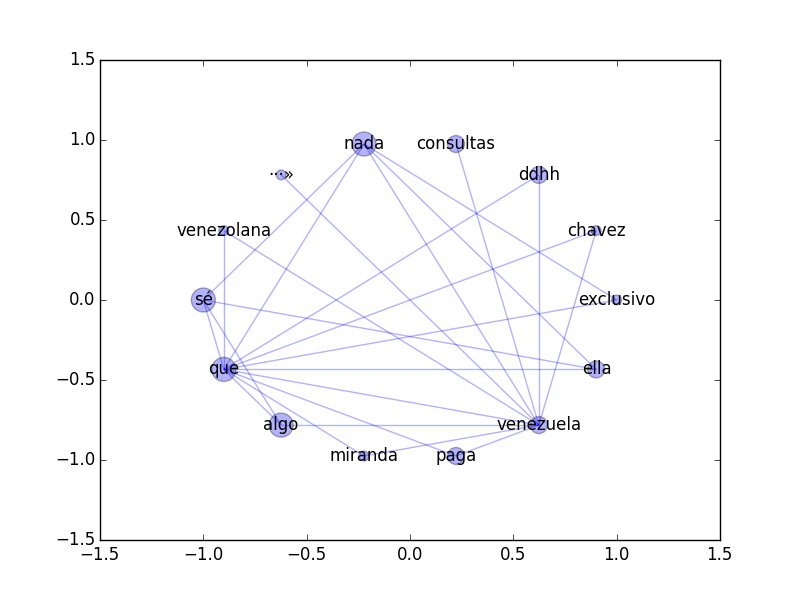 1.5
1.0
0.5
0.0
−0.5
−1.0
−1.5
nada
consultas
···»
ddhh
venezolana
chavez
sé
exclusivo
que
ella
algo
venezuela
miranda
paga
−1.5
−1.0
−0.5
0.0
0.5
1.0
1.5